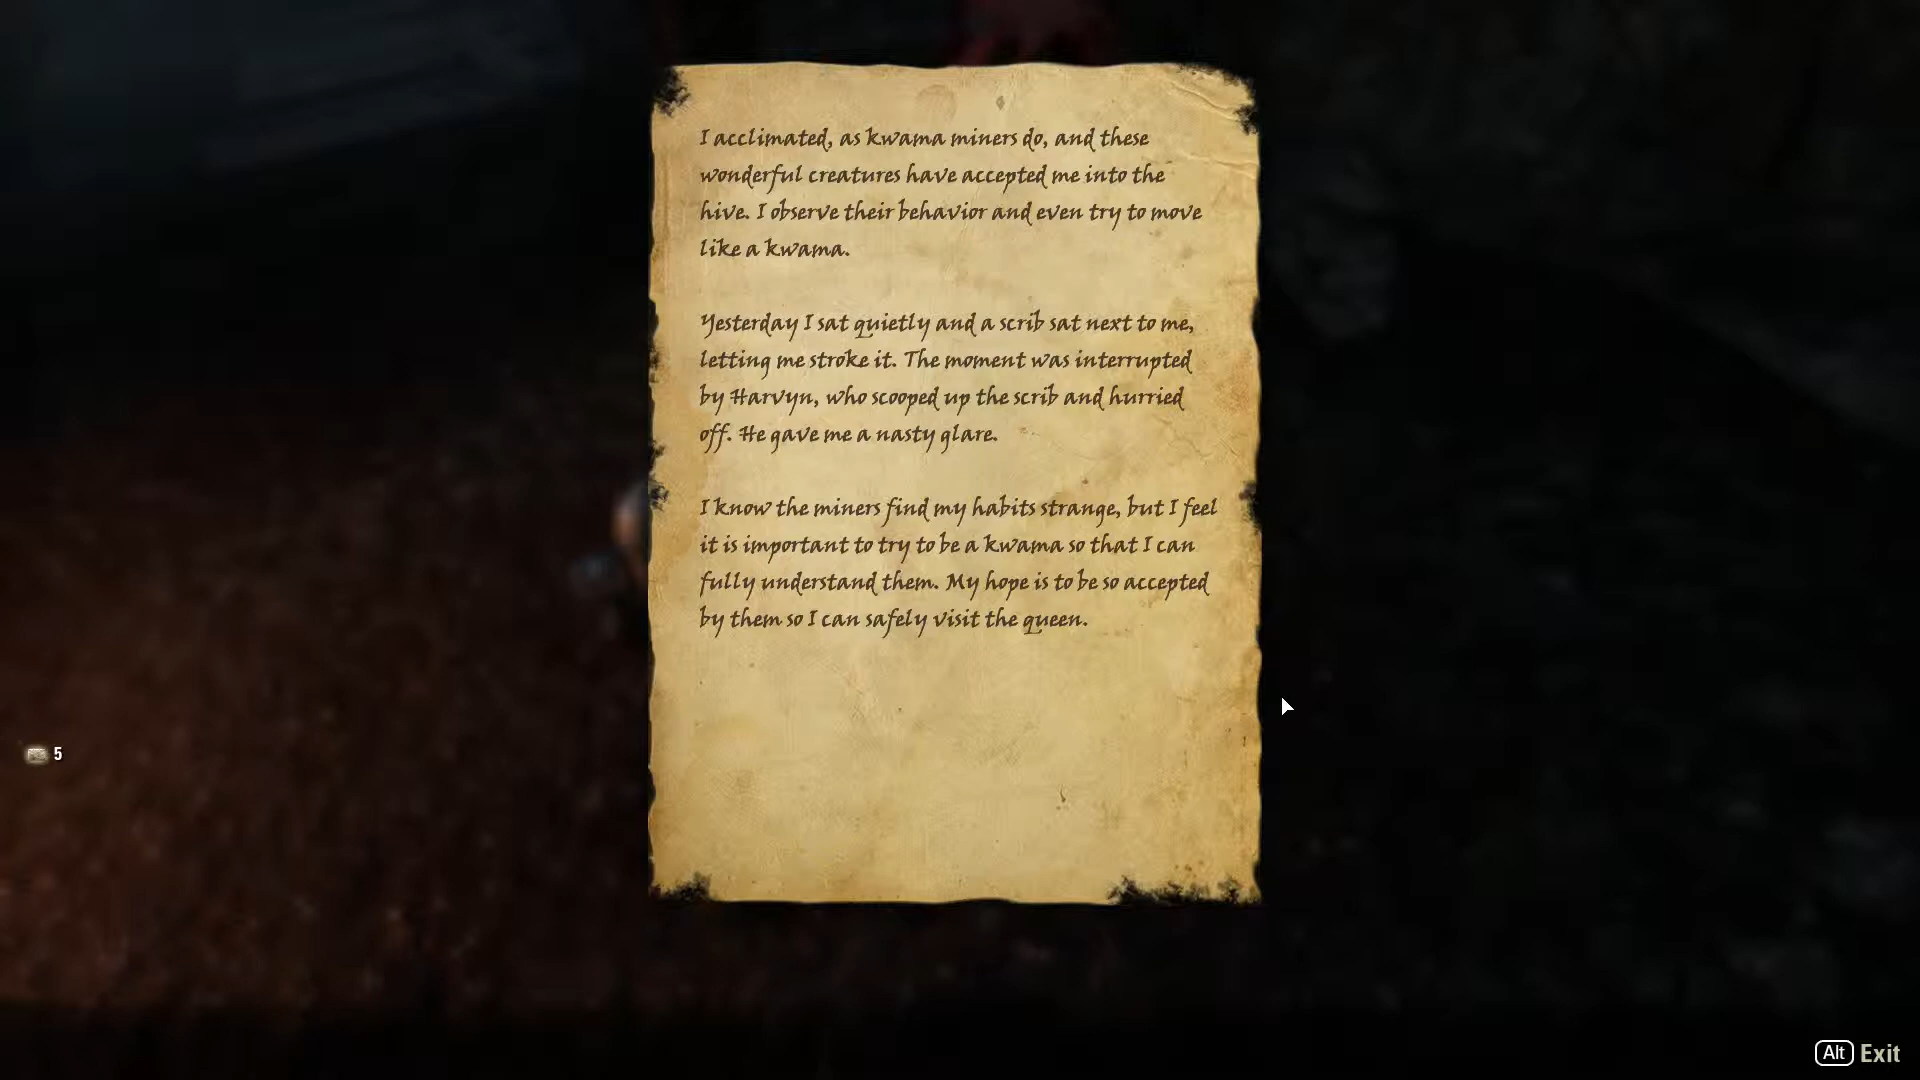 I acclimated, as kwama miners do, and these
wonderful creatures have accepted me into the
hive. I observe their behavior and even try to move
like a kwama.
Yesterday I sat quietly and a scrib sat next to me,
letting me stroke it. The moment was interrupted
by Harvyn, who scooped up the scrib and hurried
off. He gave me a nasty glare.
I know the miners find my habits strange, but I feel
it is important to try to be a kwama so that I can
fully understand them. My hope is to be so accepted
by them so I can safely visit the queen.
5
Alt Exit